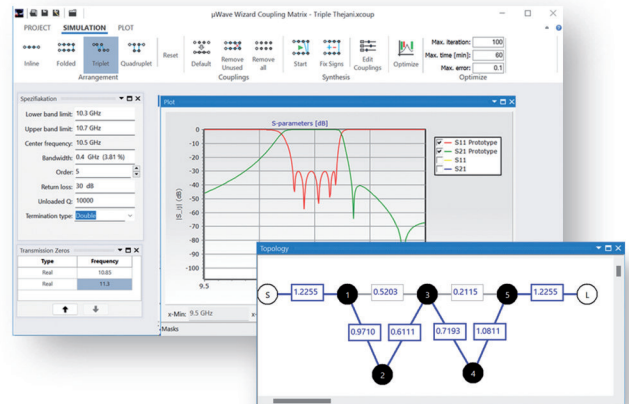 μWave Wizard Coupling Matrix - Triple Thejani.xcoup
PROJECT SIMULATION PLOT
Inline Folded Triplet Quadruplet Reset Default Remove Unused Remove all Start Fix Signs Edit Couplings Optimize
Max. iteration: 100
Max. time [min]: 60
Max. error: 0.1
Arrangement Couplings Synthesis Optimize
Spezifiakation
Lower band limit: 10.3 GHz
Upper band limit: 10.7 GHz
Center frequency: 10.5 GHz
Bandwidth: 0.4 GHz (3.81 %)
Order: 5
Return loss: 30 dB
Unloaded Q: 10000
Termination type: Double
Transmission Zeros
Type Frequency
Real 10.85
Real 11.3
Plot
S-parameters [dB]
|S_ij| (dB)
0
-10
-20
-30
-40
-50
-60
-70
-80
-90
-100
9.5
S11 Prototype
S21 Prototype
S11
S21
x-Min: 9.5 GHz
Masks
Topology
S 1.2255 1 0.5203 3 0.2115 5 1.2255 L
0.9710 0.6111 0.7193 1.0811
2 4